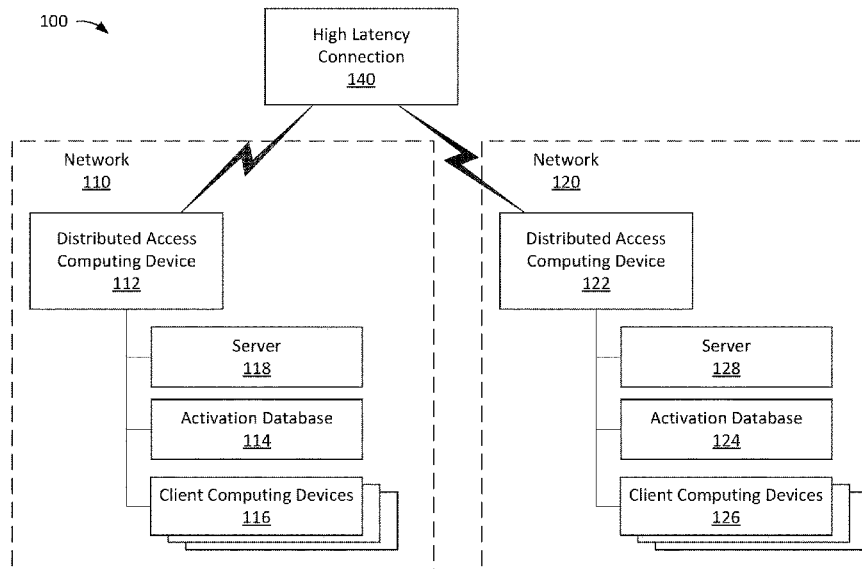 100
High Latency
Connection
140
Network
110
Distributed Access
Computing Device
112
Server
118
Activation Database
114
Client Computing Devices
116
Network
120
Distributed Access
Computing Device
122
Server
128
Activation Database
124
Client Computing Devices
126